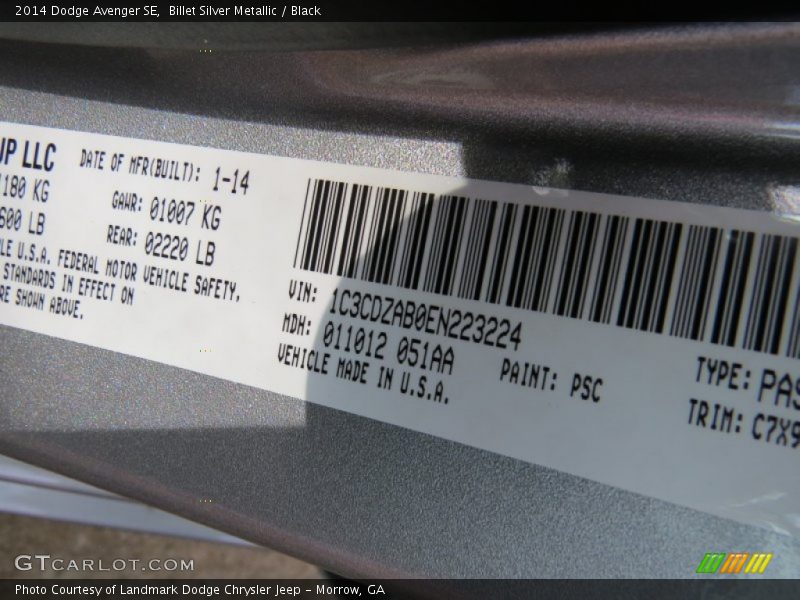 2014 Dodge Avenger SE,  Billet Silver Metallic / Black
UP LLC
DATE OF MFR(BUILT): 1-14
1180 KG
GAWR: 01007 KG
600 LB
REAR: 02220 LB
LE U.S.A. FEDERAL MOTOR VEHICLE SAFETY,
STANDARDS IN EFFECT ON
RE SHOWN ABOVE.
VIN: 1C3CDZAB0EN223224
MDH: 011012 051AA
VEHICLE MADE IN U.S.A.
PAINT: PSC
TYPE: PAS
TRIM: C7X9
GTCARLOT.COM
Photo Courtesy of Landmark Dodge Chrysler Jeep – Morrow, GA